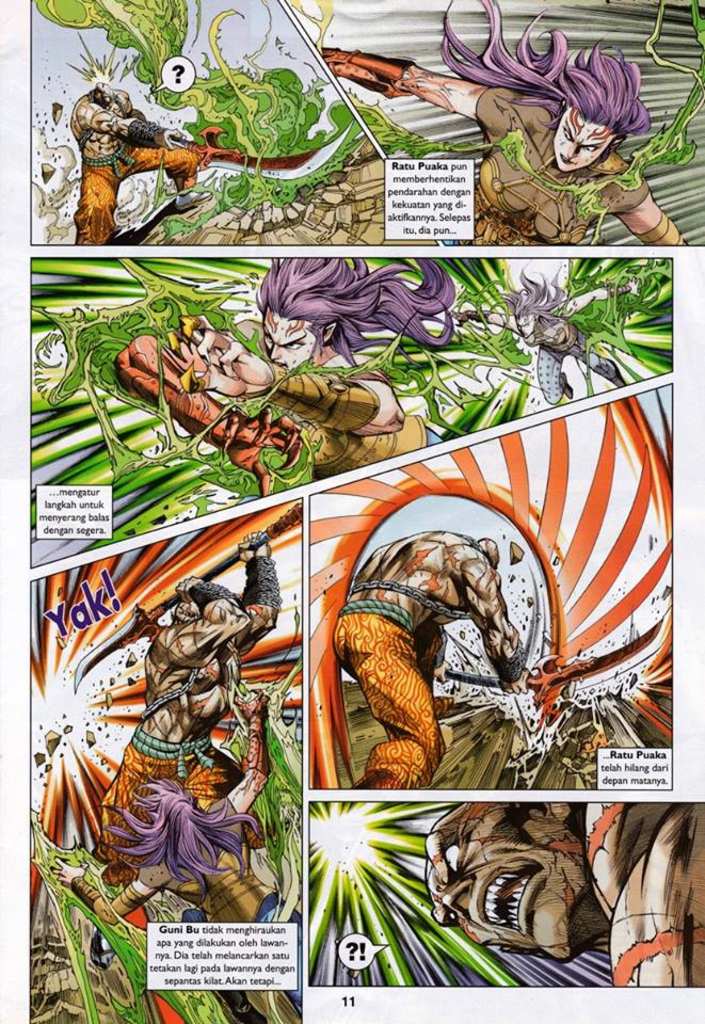 ?
Ratu Puaka pun
memberhentikan
pendarahan dengan
kekuatan yang di-
aktifkannya. Selepas
itu, dia pun...
...mengatur
langkah untuk
menyerang balas
dengan segera.
Yak!
Guni Bu tidak menghiraukan
apa yang dilakukan oleh lawan-
nya. Dia telah melancarkan satu
tetakan lagi pada lawannya dengan
sepantas kilat. Akan tetapi...
...Ratu Puaka
telah hilang dari
depan matanya.
?!
11